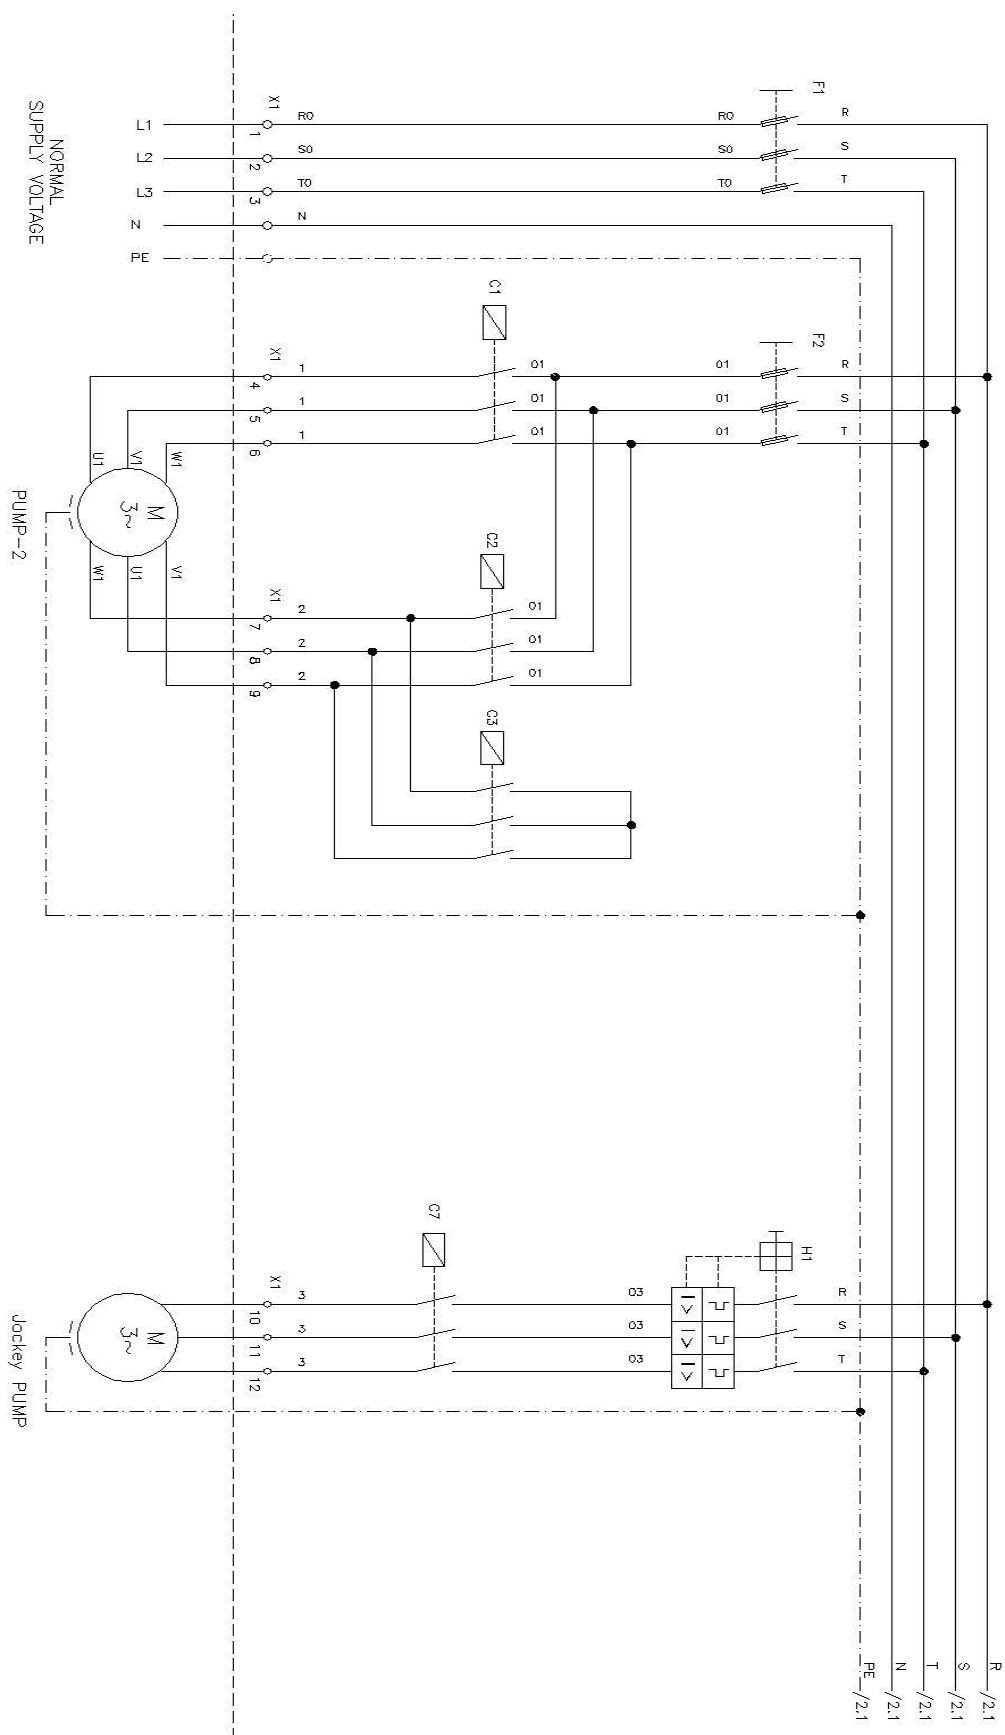 F1
X1
R0 R0 R
L1
1
S0 S0 S
L2
2
T0 T0 T
L3
3
N N
PE
NORMAL
SUPPLY VOLTAGE
C1
F2
X1
1 01 01 R
4
1 01 01 S
5
1 01 01 T
6
U1 V1 W1
M
3~
PUMP-2
W1 U1 V1
C2
X1
2 01
7
2 01
8
2 01
9
C3
C7
H1
X1
3 03 R
10
3 03 S
11
3 03 T
12
M
3~
Jockey PUMP
PE /2.1
N /2.1
T /2.1
S /2.1
R /2.1